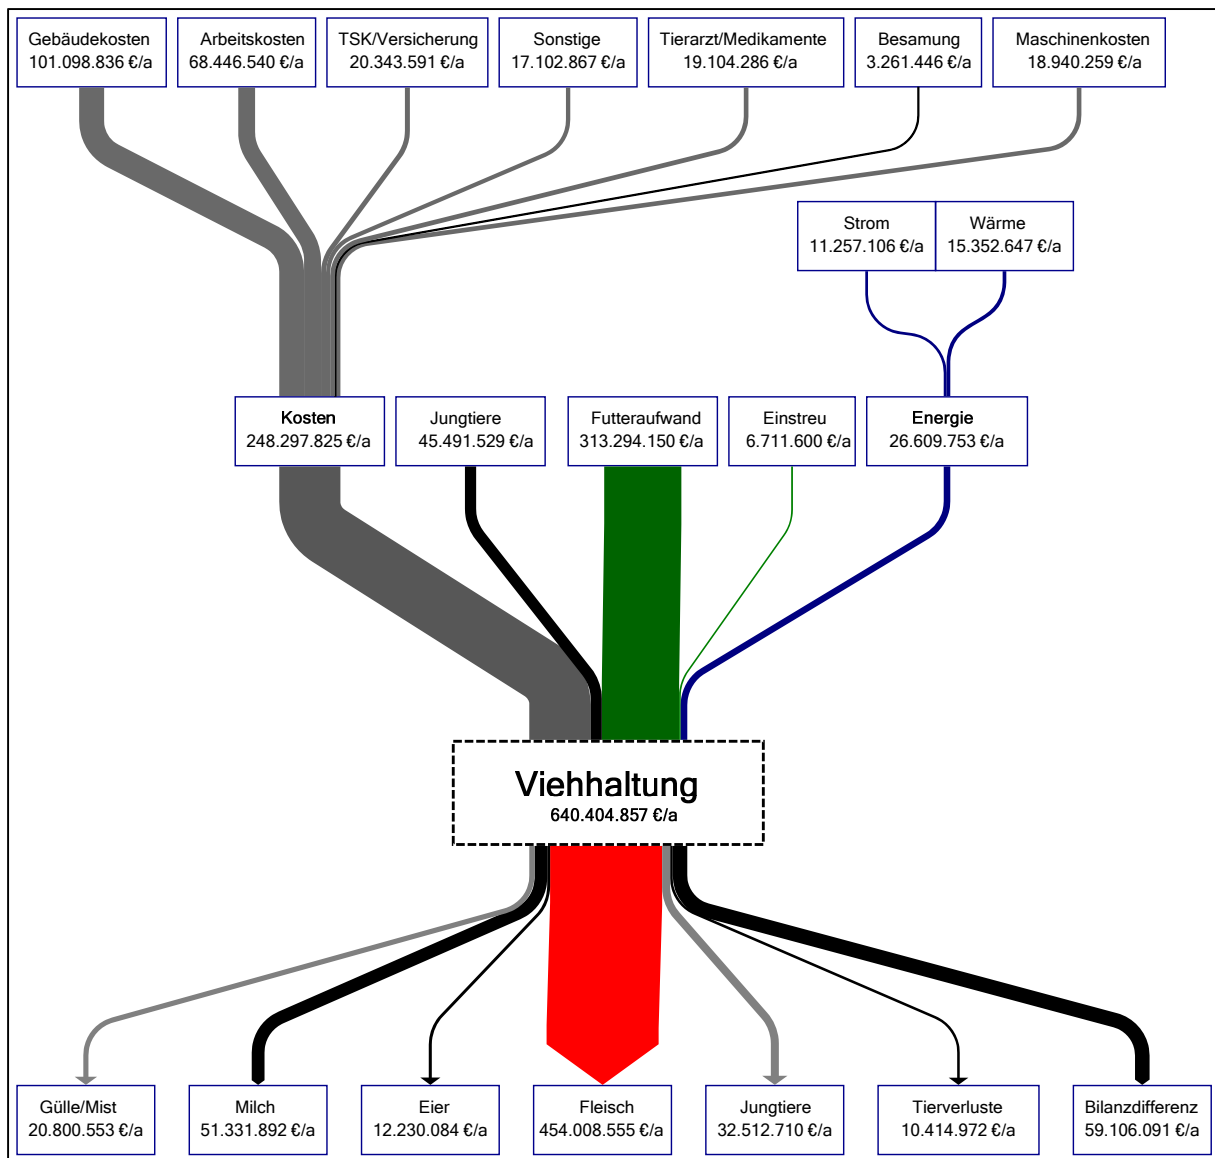 Gebäudekosten
101.098.836 €/a
Arbeitskosten
68.446.540 €/a
TSK/Versicherung
20.343.591 €/a
Sonstige
17.102.867 €/a
Tierarzt/Medikamente
19.104.286 €/a
Besamung
3.261.446 €/a
Maschinenkosten
18.940.259 €/a
Strom
11.257.106 €/a
Wärme
15.352.647 €/a
Kosten
248.297.825 €/a
Jungtiere
45.491.529 €/a
Futteraufwand
313.294.150 €/a
Einstreu
6.711.600 €/a
Energie
26.609.753 €/a
Viehhaltung
640.404.857 €/a
Gülle/Mist
20.800.553 €/a
Milch
51.331.892 €/a
Eier
12.230.084 €/a
Fleisch
454.008.555 €/a
Jungtiere
32.512.710 €/a
Tierverluste
10.414.972 €/a
Bilanzdifferenz
59.106.091 €/a